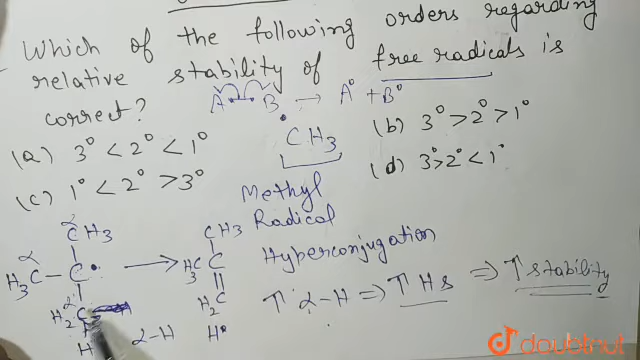 Which of the following orders regarding
relative stability of free radicals is
correct?
A B → A° + B°
(a) 3° < 2° < 1°
(b) 3° > 2° > 1°
(c) 1° < 2° > 3°
(d) 3 > 2° < 1°
•CH3
Methyl
Radical
Hyperconjugation
↑ α-H ⇒ ↑ HS ⇒ ↑ stability
α
CH3
α
H3C — C• →
α
H2C
H
α-H
CH3
H3C C
H2C
H•
doubtnut